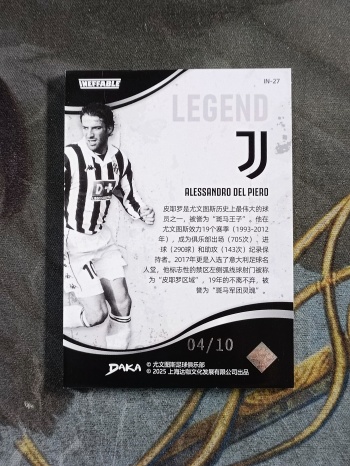 INEFFABLE
IN-27
LEGEND
ALESSANDRO DEL PIERO
皮耶罗是尤文图斯历史上最伟大的球
员之一，被誉为“斑马王子”。他在
尤文图斯效力19个赛季（1993-2012
年），成为俱乐部出场（705次）、进
球（290球）和助攻（143次）纪录保
持者。2017年更是入选了意大利足球名
人堂，他标志性的禁区左侧弧线球射门被称
为“皮耶罗区域”，19年的不离不弃，被
誉为“斑马军团灵魂”。
D+
10
04/10
DAKA
© 尤文图斯足球俱乐部
© 2025 上海达咖文化发展有限公司出品